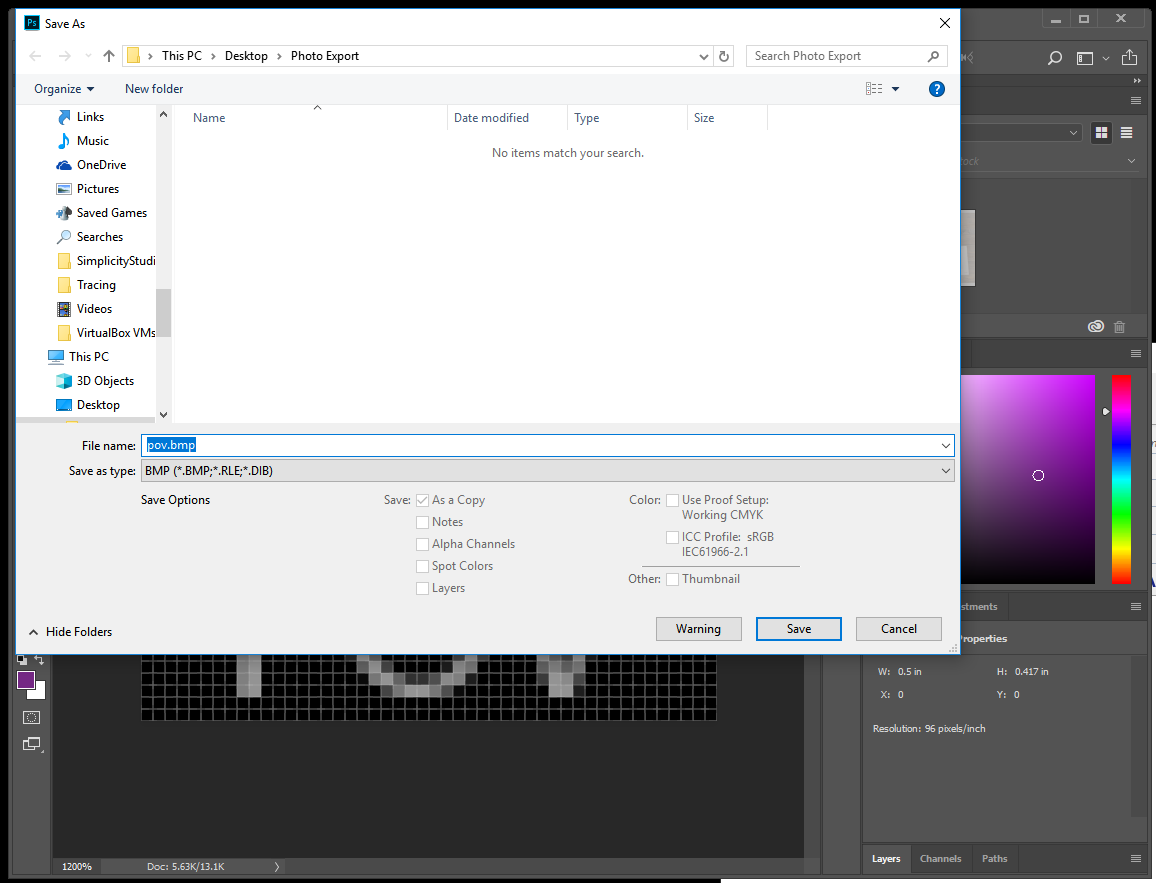 Ps Save As
This PC Desktop Photo Export
Search Photo Export
Organize New folder
?
Links
Music
OneDrive
Pictures
Saved Games
Searches
SimplicityStudi
Tracing
Videos
VirtualBox VMs
This PC
3D Objects
Desktop
Name Date modified Type Size
No items match your search.
File name: pov.bmp
Save as type: BMP (*.BMP;*.RLE;*.DIB)
Save Options
Save: As a Copy
Notes
Alpha Channels
Spot Colors
Layers
Color: Use Proof Setup:
Working CMYK
ICC Profile: sRGB
IEC61966-2.1
Other: Thumbnail
Hide Folders
Warning Save Cancel
tock
stments
Properties
W: 0.5 in H: 0.417 in
X: 0 Y: 0
Resolution: 96 pixels/inch
Layers Channels Paths
1200% Doc: 5.63K/13.1K